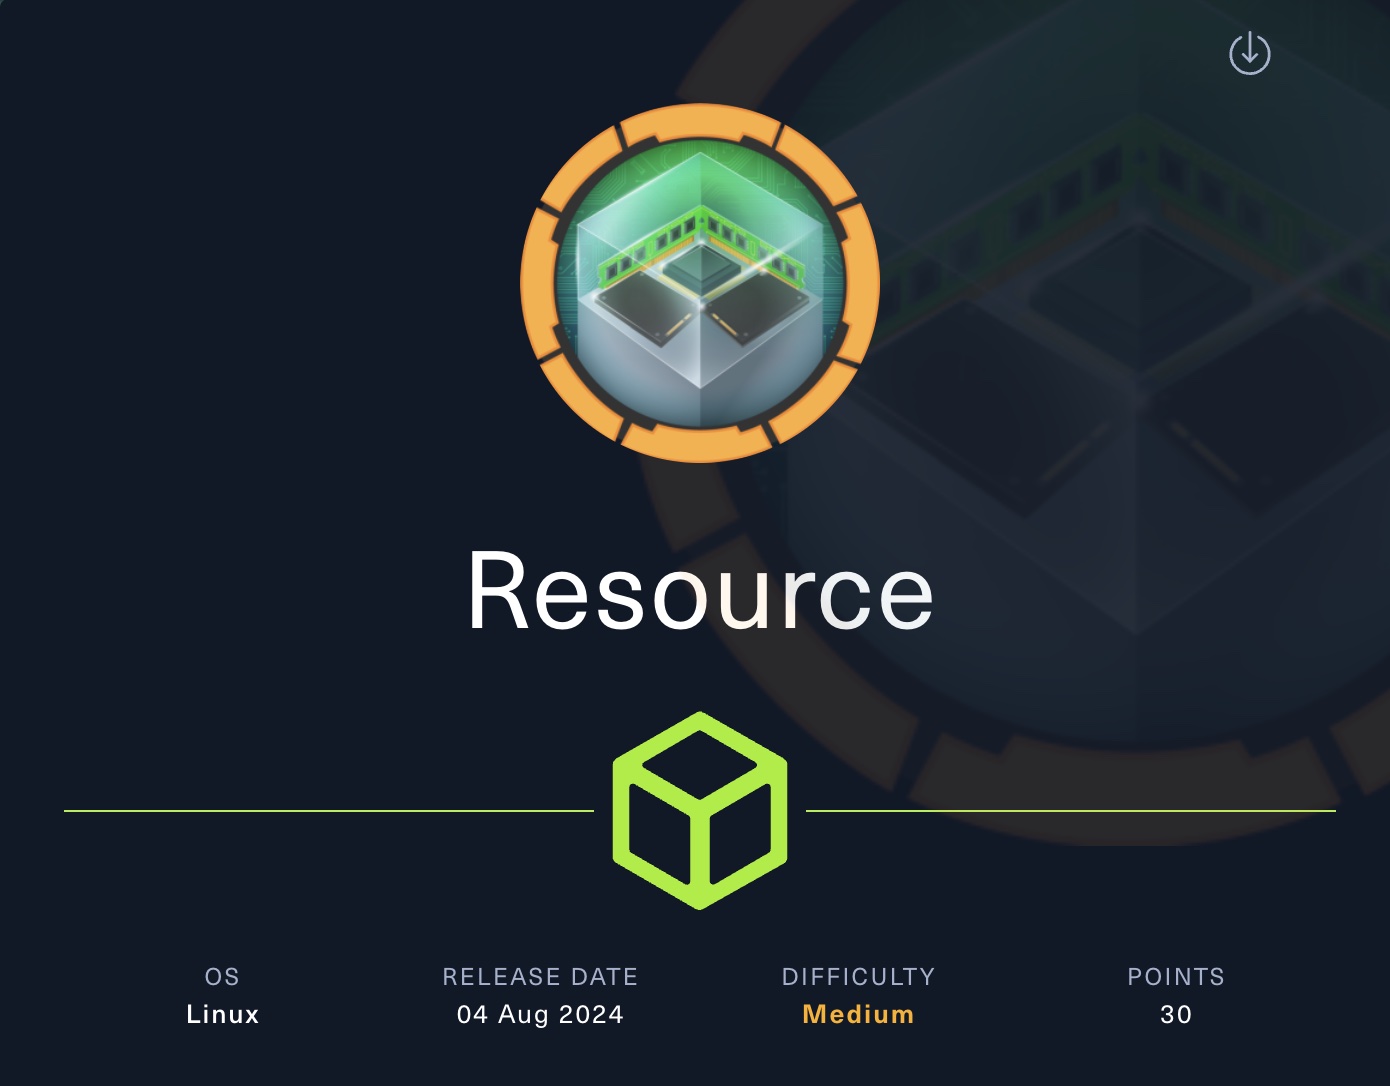 Resource
OS
Linux
RELEASE DATE
04 Aug 2024
DIFFICULTY
Medium
POINTS
30